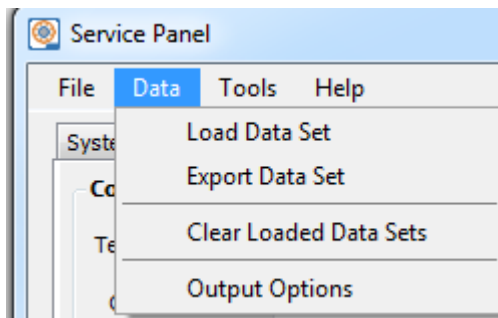 Service Panel
File Data Tools Help
Load Data Set
Export Data Set
Clear Loaded Data Sets
Output Options